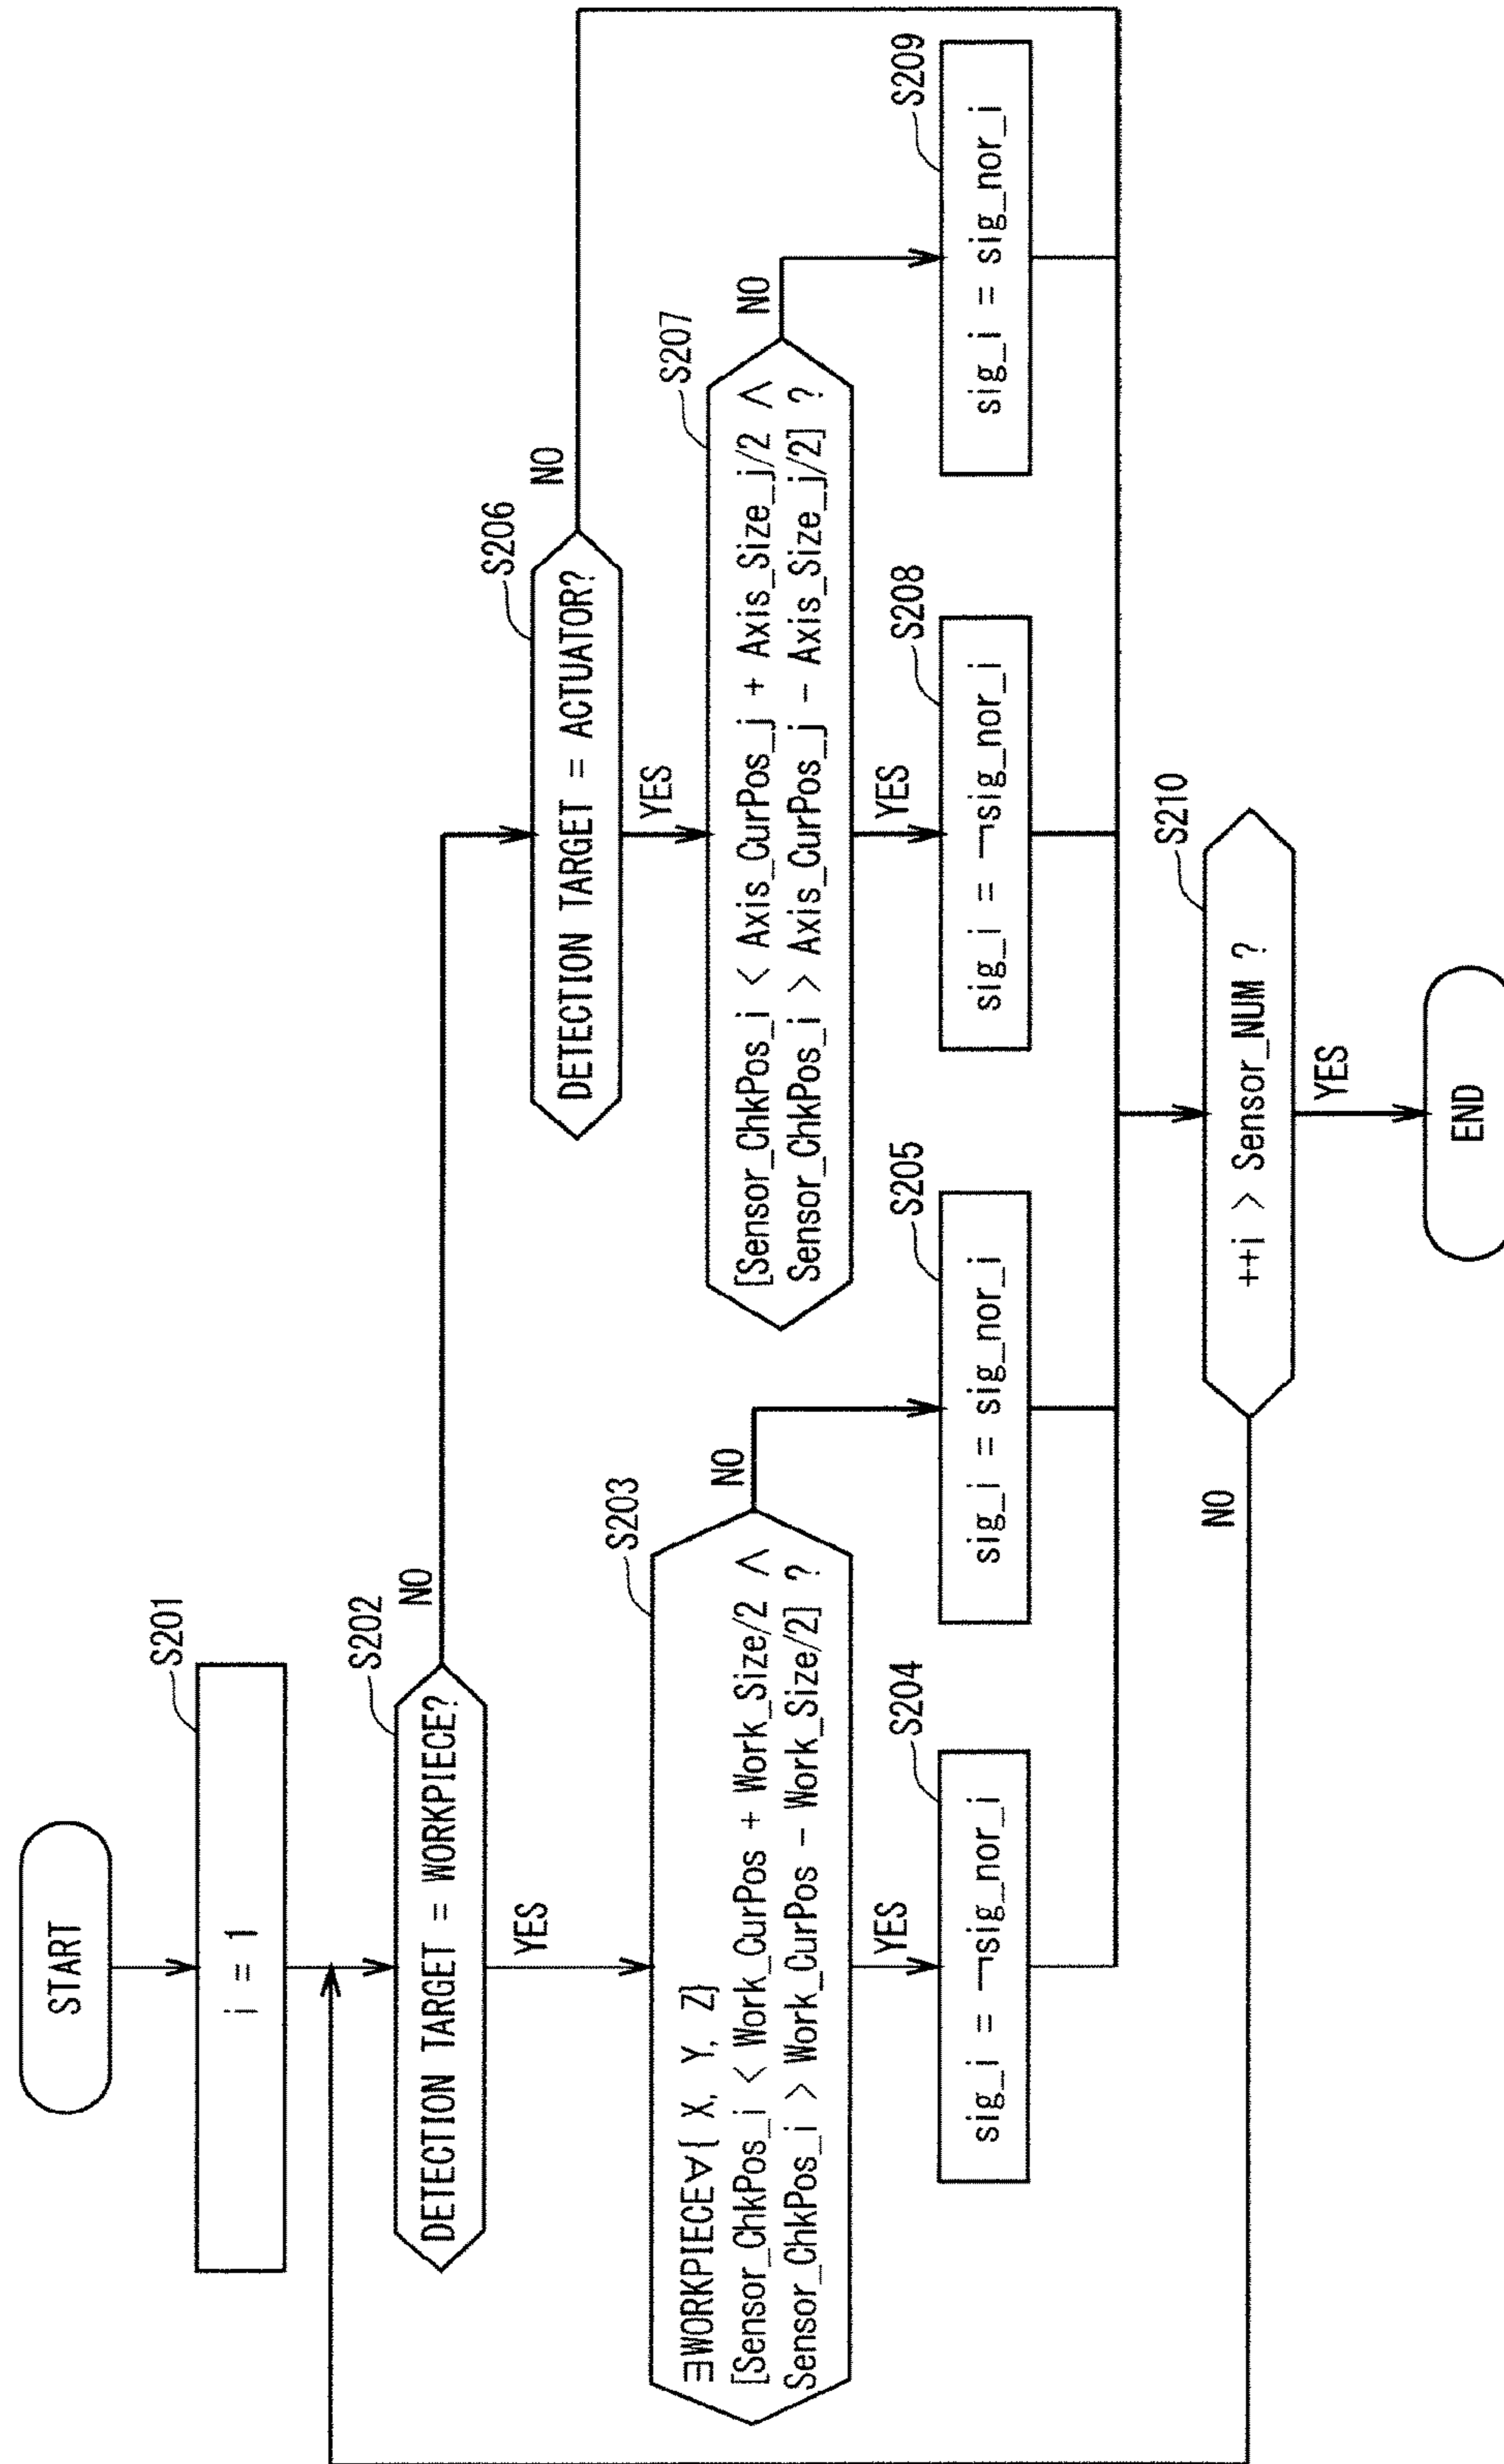 START
S201
i = 1
S202
DETECTION TARGET = WORKPIECE?
NO
YES
S203
∃WORKPIECE∀{ X, Y, Z}
[Sensor_ChkPos_i < Work_CurPos + Work_Size/2 ∧
Sensor_ChkPos_i > Work_CurPos - Work_Size/2] ?
NO
YES
S204
sig_i = ¬sig_nor_i
S205
sig_i = sig_nor_i
S206
DETECTION TARGET = ACTUATOR?
NO
YES
S207
[Sensor_ChkPos_i < Axis_CurPos_j + Axis_Size_j/2 ∧
Sensor_ChkPos_i > Axis_CurPos_j - Axis_Size_j/2] ?
NO
YES
S208
sig_i = ¬sig_nor_i
S209
sig_i = sig_nor_i
S210
++i > Sensor_NUM ?
NO
YES
END